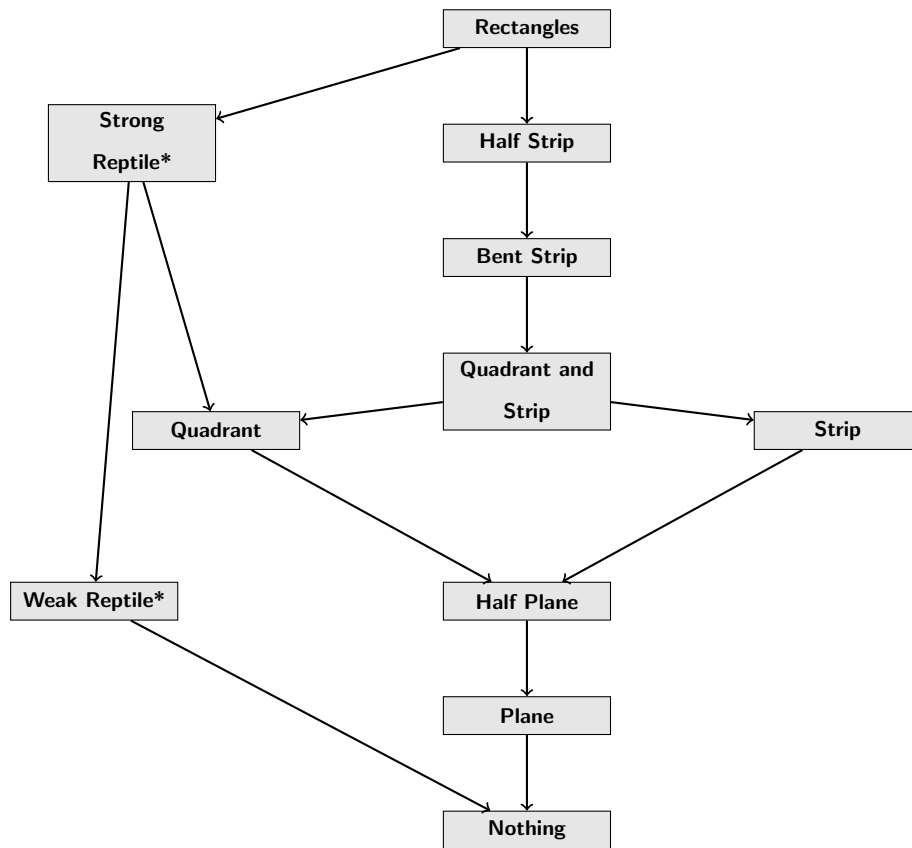 Rectangles
Strong
Reptile*
Half Strip
Bent Strip
Quadrant and
Strip
Quadrant
Strip
Weak Reptile*
Half Plane
Plane
Nothing